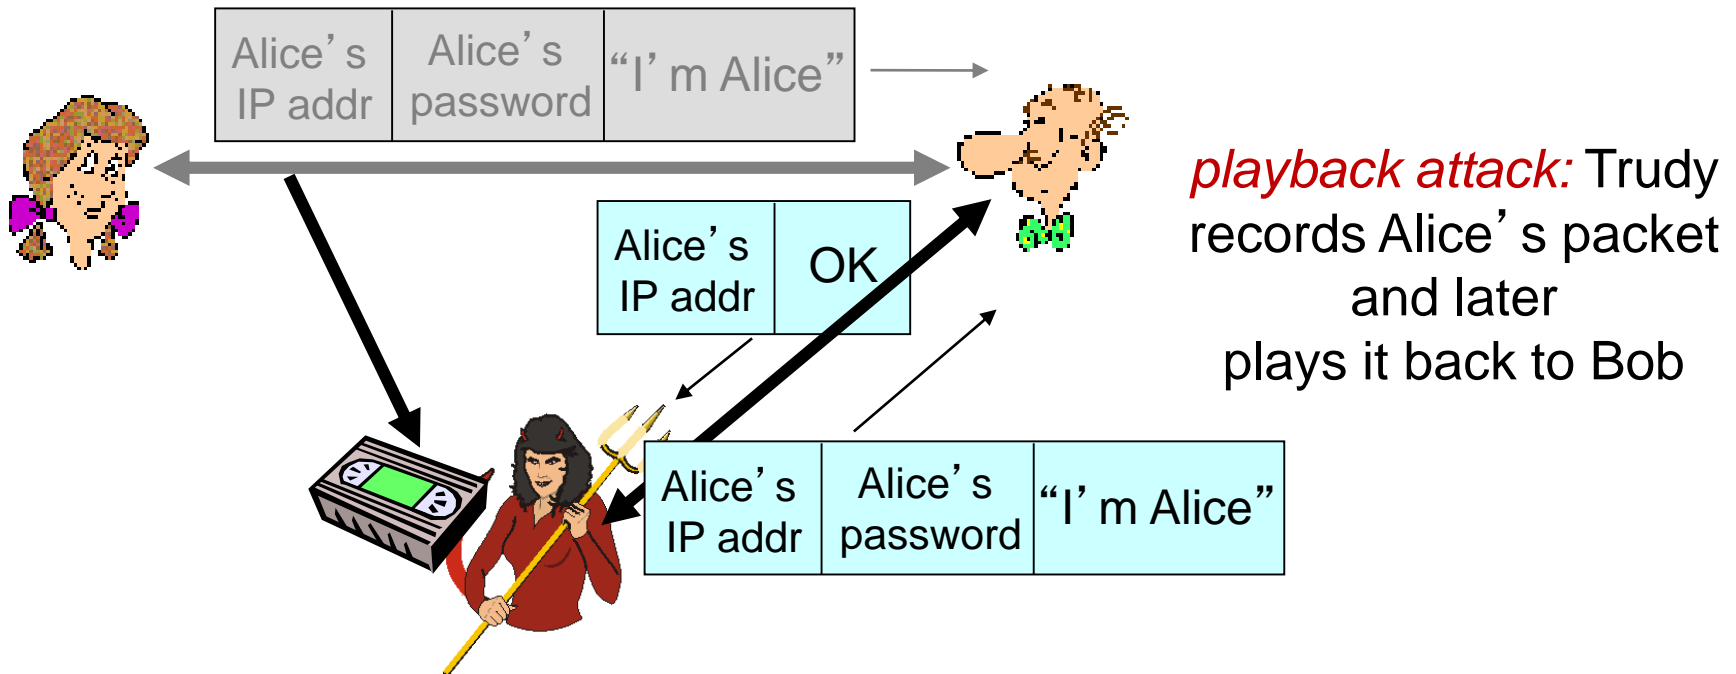 Alice’s
IP addr
Alice’s
password
“I’m Alice”
playback attack: Trudy
records Alice’s packet
and later
plays it back to Bob
Alice’s
IP addr
OK
Alice’s
IP addr
Alice’s
password
“I’m Alice”